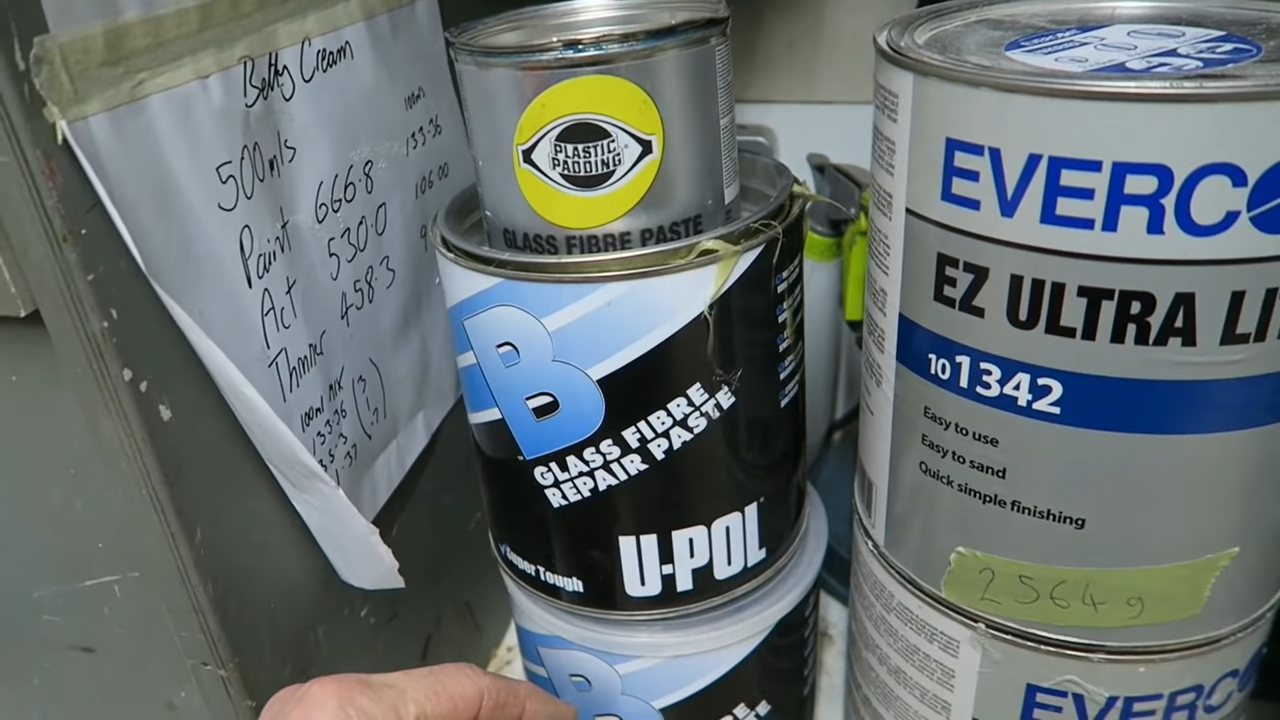 Betty Cream
500mls 100mls
Paint 666.8 133.36
Act 530.0 106.00
Thinner 458.3
100ml mix
133.36
PLASTIC
PADDING
GLASS FIBRE PASTE
B
GLASS FIBRE
REPAIR PASTE
Super Tough
U-POL
B
EVERCO
EZ ULTRA LI
101342
Easy to use
Easy to sand
Quick simple finishing
2564g
EVERCO